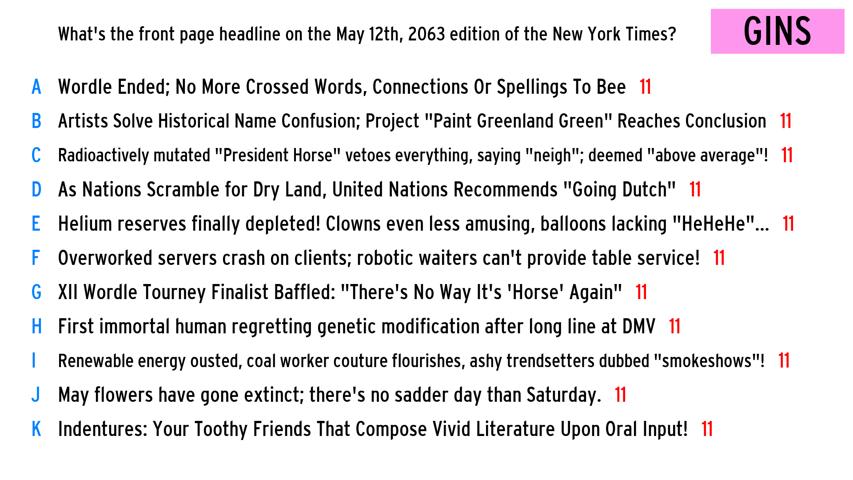 What's the front page headline on the May 12th, 2063 edition of the New York Times?
GINS
A Wordle Ended; No More Crossed Words, Connections Or Spellings To Bee 11
B Artists Solve Historical Name Confusion; Project "Paint Greenland Green" Reaches Conclusion 11
C Radioactively mutated "President Horse" vetoes everything, saying "neigh"; deemed "above average"! 11
D As Nations Scramble for Dry Land, United Nations Recommends "Going Dutch" 11
E Helium reserves finally depleted! Clowns even less amusing, balloons lacking "HeHeHe"... 11
F Overworked servers crash on clients; robotic waiters can't provide table service! 11
G XII Wordle Tourney Finalist Baffled: "There's No Way It's 'Horse' Again" 11
H First immortal human regretting genetic modification after long line at DMV 11
I Renewable energy ousted, coal worker couture flourishes, ashy trendsetters dubbed "smokeshows"! 11
J May flowers have gone extinct; there's no sadder day than Saturday. 11
K Indentures: Your Toothy Friends That Compose Vivid Literature Upon Oral Input! 11